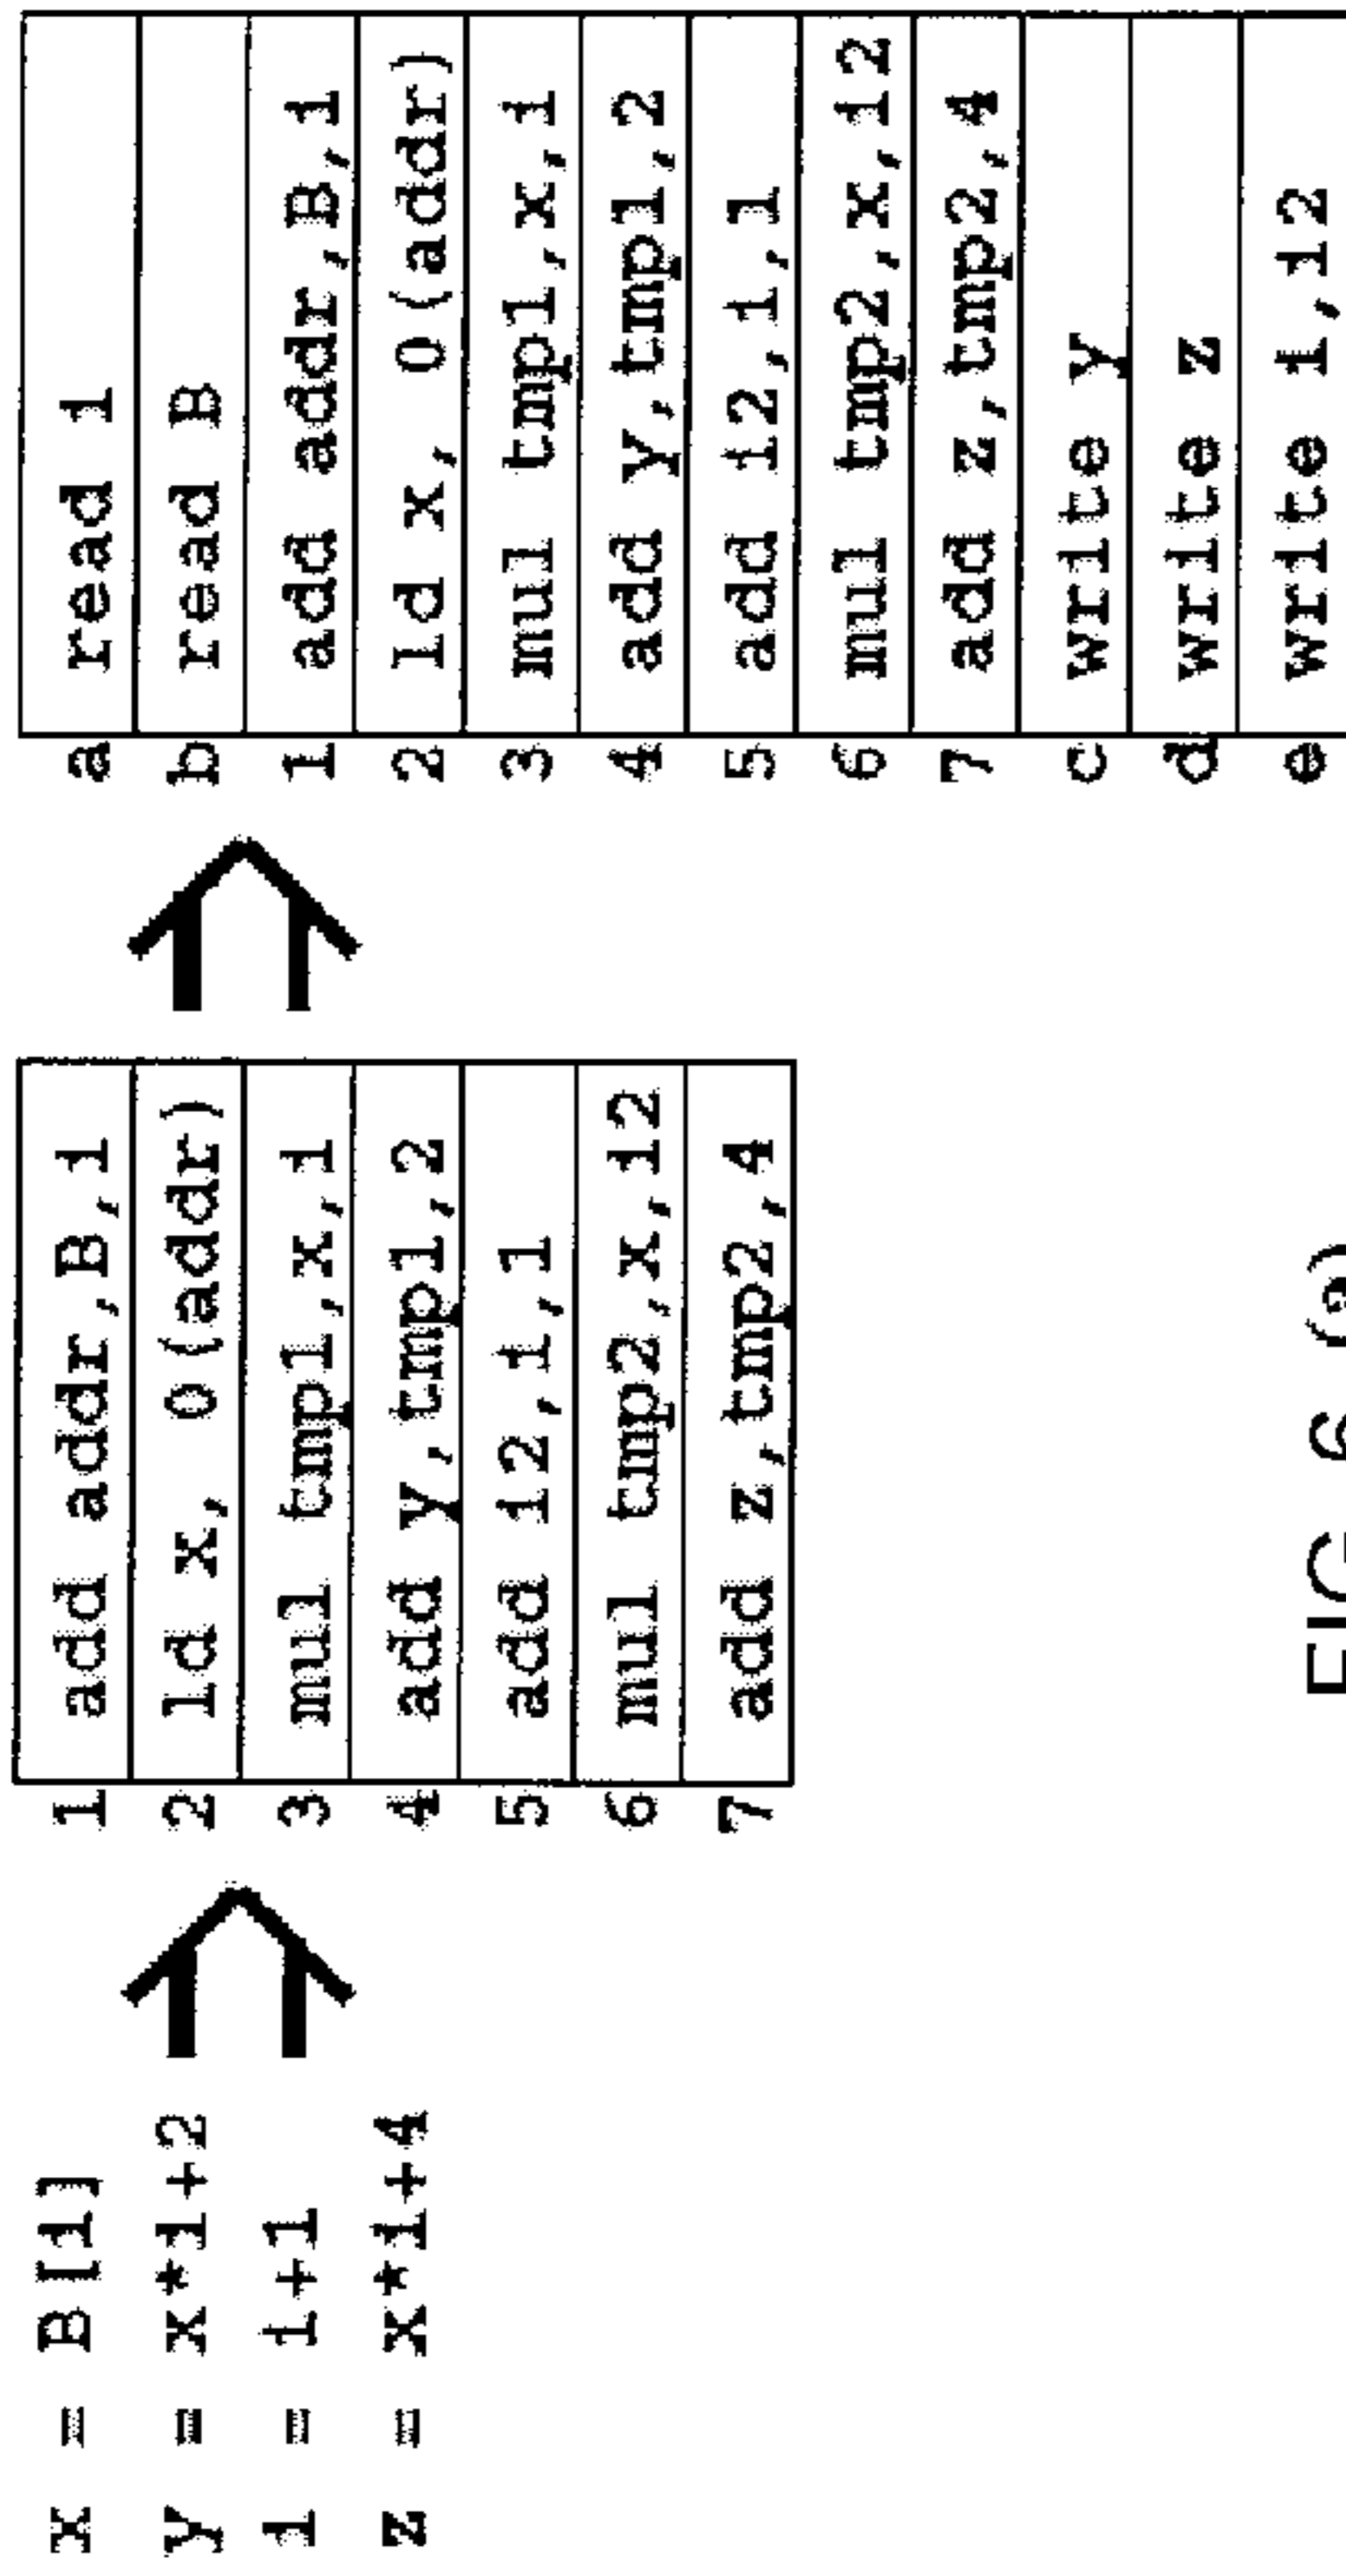 x = B[i]
y = x*i+2
i = i+1
z = x*i+4
1 add addr,B,i
2 ld x, 0(addr)
3 mul tmp1,x,i
4 add y,tmp1,2
5 add i2,i,1
6 mul tmp2,x,i2
7 add z,tmp2,4
a read i
b read B
1 add addr,B,i
2 ld x, 0(addr)
3 mul tmp1,x,i
4 add y,tmp1,2
5 add i2,i,1
6 mul tmp2,x,i2
7 add z,tmp2,4
c write y
d write z
e write i,i2
FIG 6 (a)